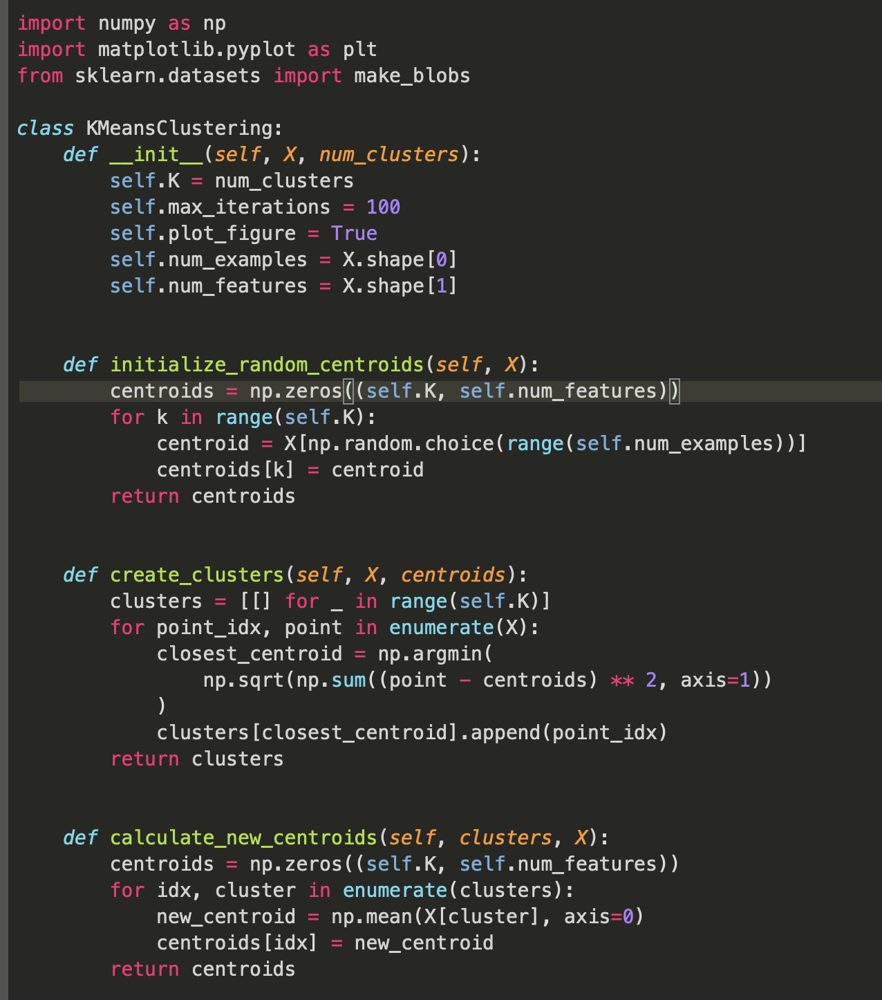 import numpy as np
import matplotlib.pyplot as plt
from sklearn.datasets import make_blobs

class KMeansClustering:
    def __init__(self, X, num_clusters):
        self.K = num_clusters
        self.max_iterations = 100
        self.plot_figure = True
        self.num_examples = X.shape[0]
        self.num_features = X.shape[1]


    def initialize_random_centroids(self, X):
        centroids = np.zeros((self.K, self.num_features))
        for k in range(self.K):
            centroid = X[np.random.choice(range(self.num_examples))]
            centroids[k] = centroid
        return centroids


    def create_clusters(self, X, centroids):
        clusters = [[] for _ in range(self.K)]
        for point_idx, point in enumerate(X):
            closest_centroid = np.argmin(
                np.sqrt(np.sum((point - centroids) ** 2, axis=1))
            )
            clusters[closest_centroid].append(point_idx)
        return clusters


    def calculate_new_centroids(self, clusters, X):
        centroids = np.zeros((self.K, self.num_features))
        for idx, cluster in enumerate(clusters):
            new_centroid = np.mean(X[cluster], axis=0)
            centroids[idx] = new_centroid
        return centroids